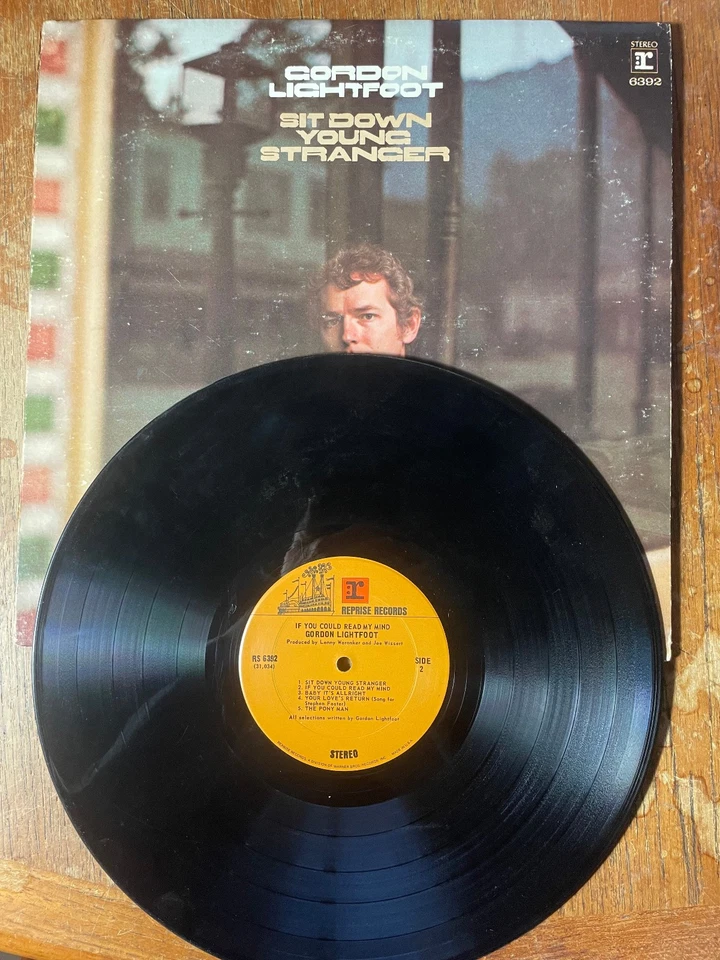 GORDON
LIGHTFOOT
SIT DOWN
YOUNG
STRANGER
STEREO
r
6392
r
REPRISE RECORDS
IF YOU COULD READ MY MIND
GORDON LIGHTFOOT
Produced by Lenny Waronker and Joe Wissert
RS 6392
(31,034)
SIDE
2
1. SIT DOWN YOUNG STRANGER
2. IF YOU COULD READ MY MIND
3. BABY IT'S ALLRIGHT
4. YOUR LOVE'S RETURN (Song for
Stephen Foster)
5. THE PONY MAN
All selections written by Gordon Lightfoot
STEREO